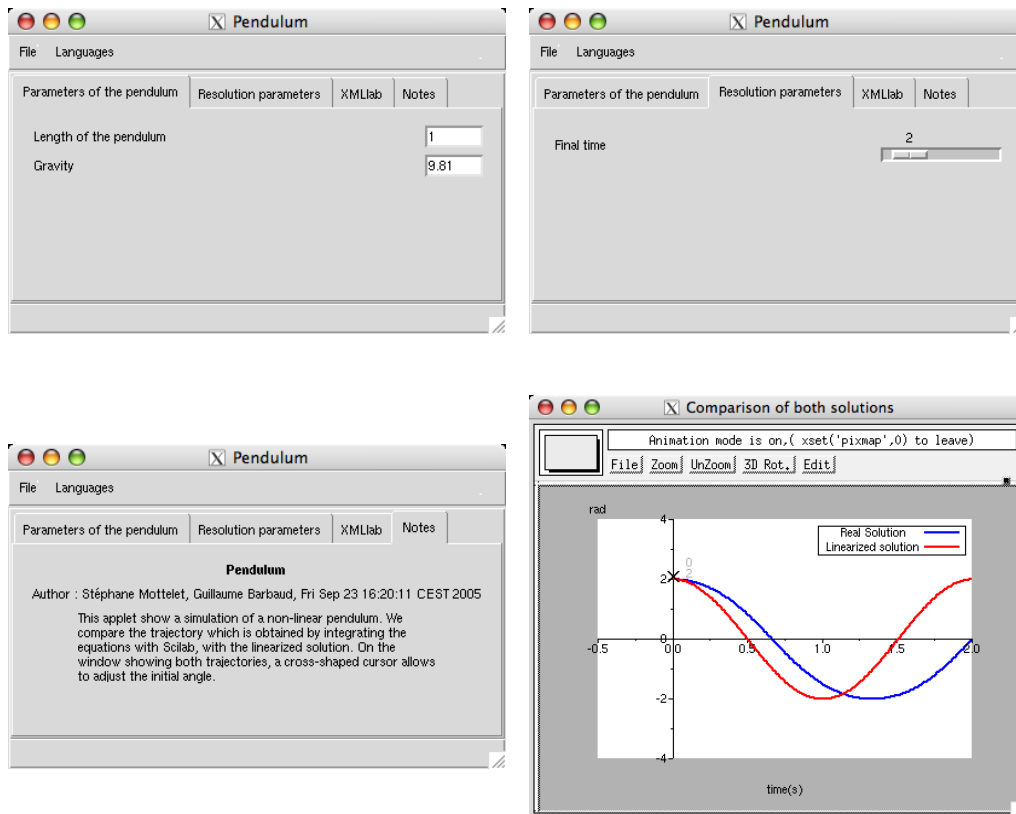 Pendulum
File Languages
Parameters of the pendulum Resolution parameters XMLlab Notes
Length of the pendulum 1
Gravity 9.81
Pendulum
File Languages
Parameters of the pendulum Resolution parameters XMLlab Notes
Final time 2
Pendulum
File Languages
Parameters of the pendulum Resolution parameters XMLlab Notes
Pendulum
Author : Stéphane Mottelet, Guillaume Barbaud, Fri Sep 23 16:20:11 CEST 2005
This applet show a simulation of a non-linear pendulum. We
compare the trajectory which is obtained by integrating the
equations with Scilab, with the linearized solution. On the
window showing both trajectories, a cross-shaped cursor allows
to adjust the initial angle.
Comparison of both solutions
Animation mode is on,( xset('pixmap',0) to leave)
File Zoom UnZoom 3D Rot. Edit
rad
4
Real Solution
Linearized solution
0
2
2
0
-0.5 0.0 0.5 1.0 1.5 2.0
-2
-4
time(s)